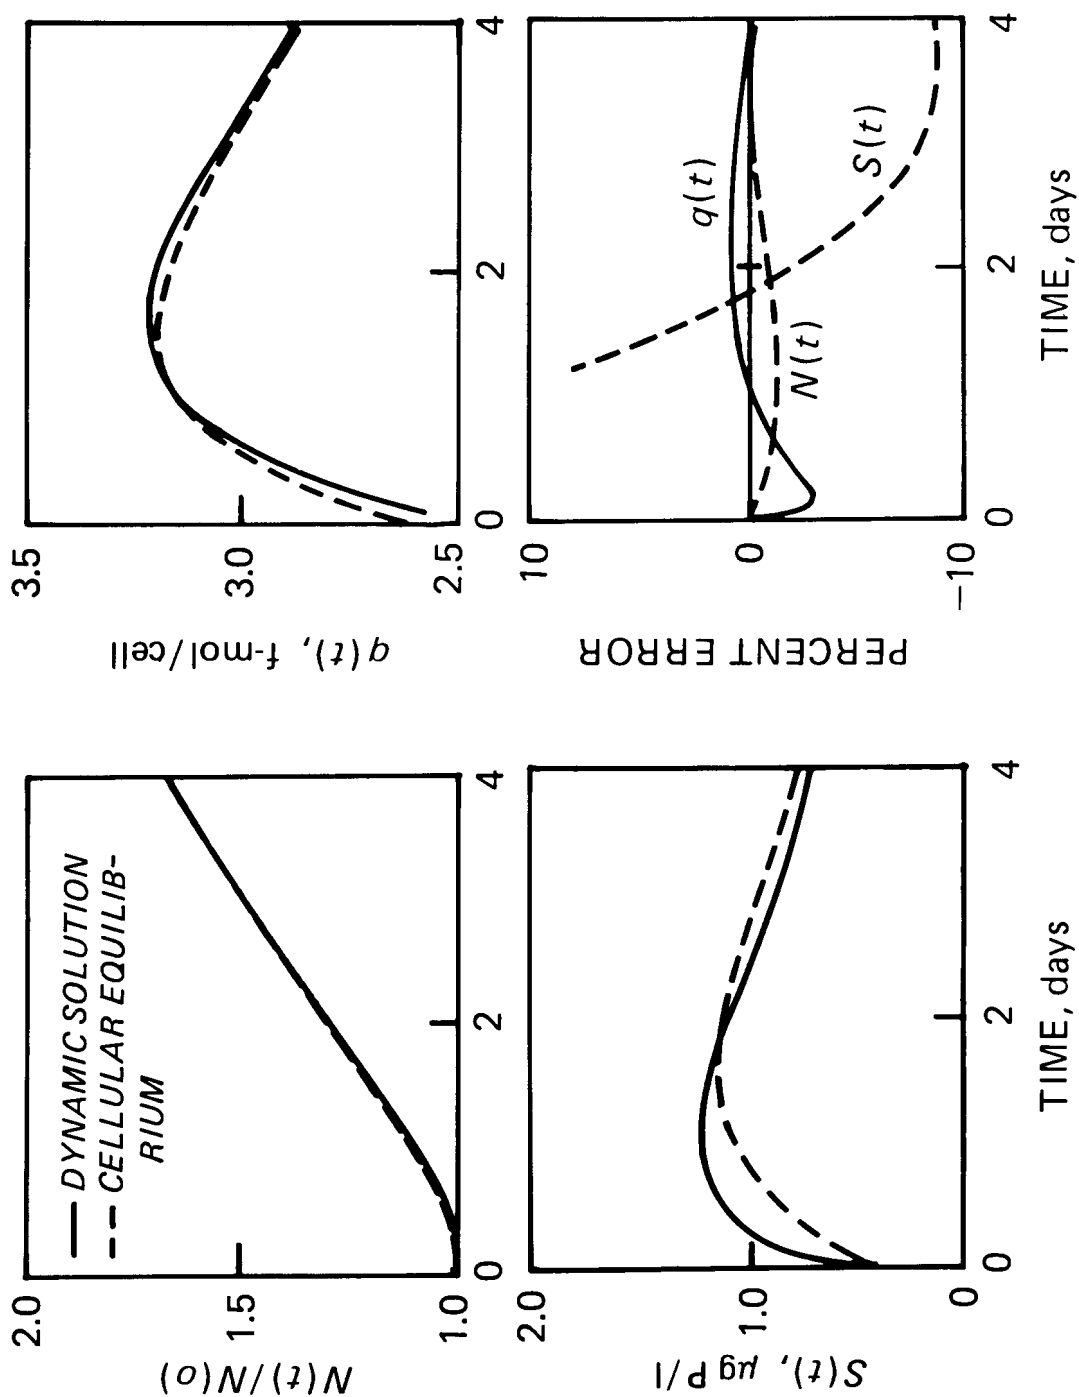 2.0
1.5
1.0
N(t)/N(o)
DYNAMIC SOLUTION
CELLULAR EQUILIB-
RIUM
0
2
4
3.5
3.0
2.5
q(t), f-mol/cell
0
2
4
2.0
1.0
0
S(t), μg P/l
0
2
4
TIME, days
10
0
-10
PERCENT ERROR
q(t)
N(t)
S(t)
0
2
4
TIME, days